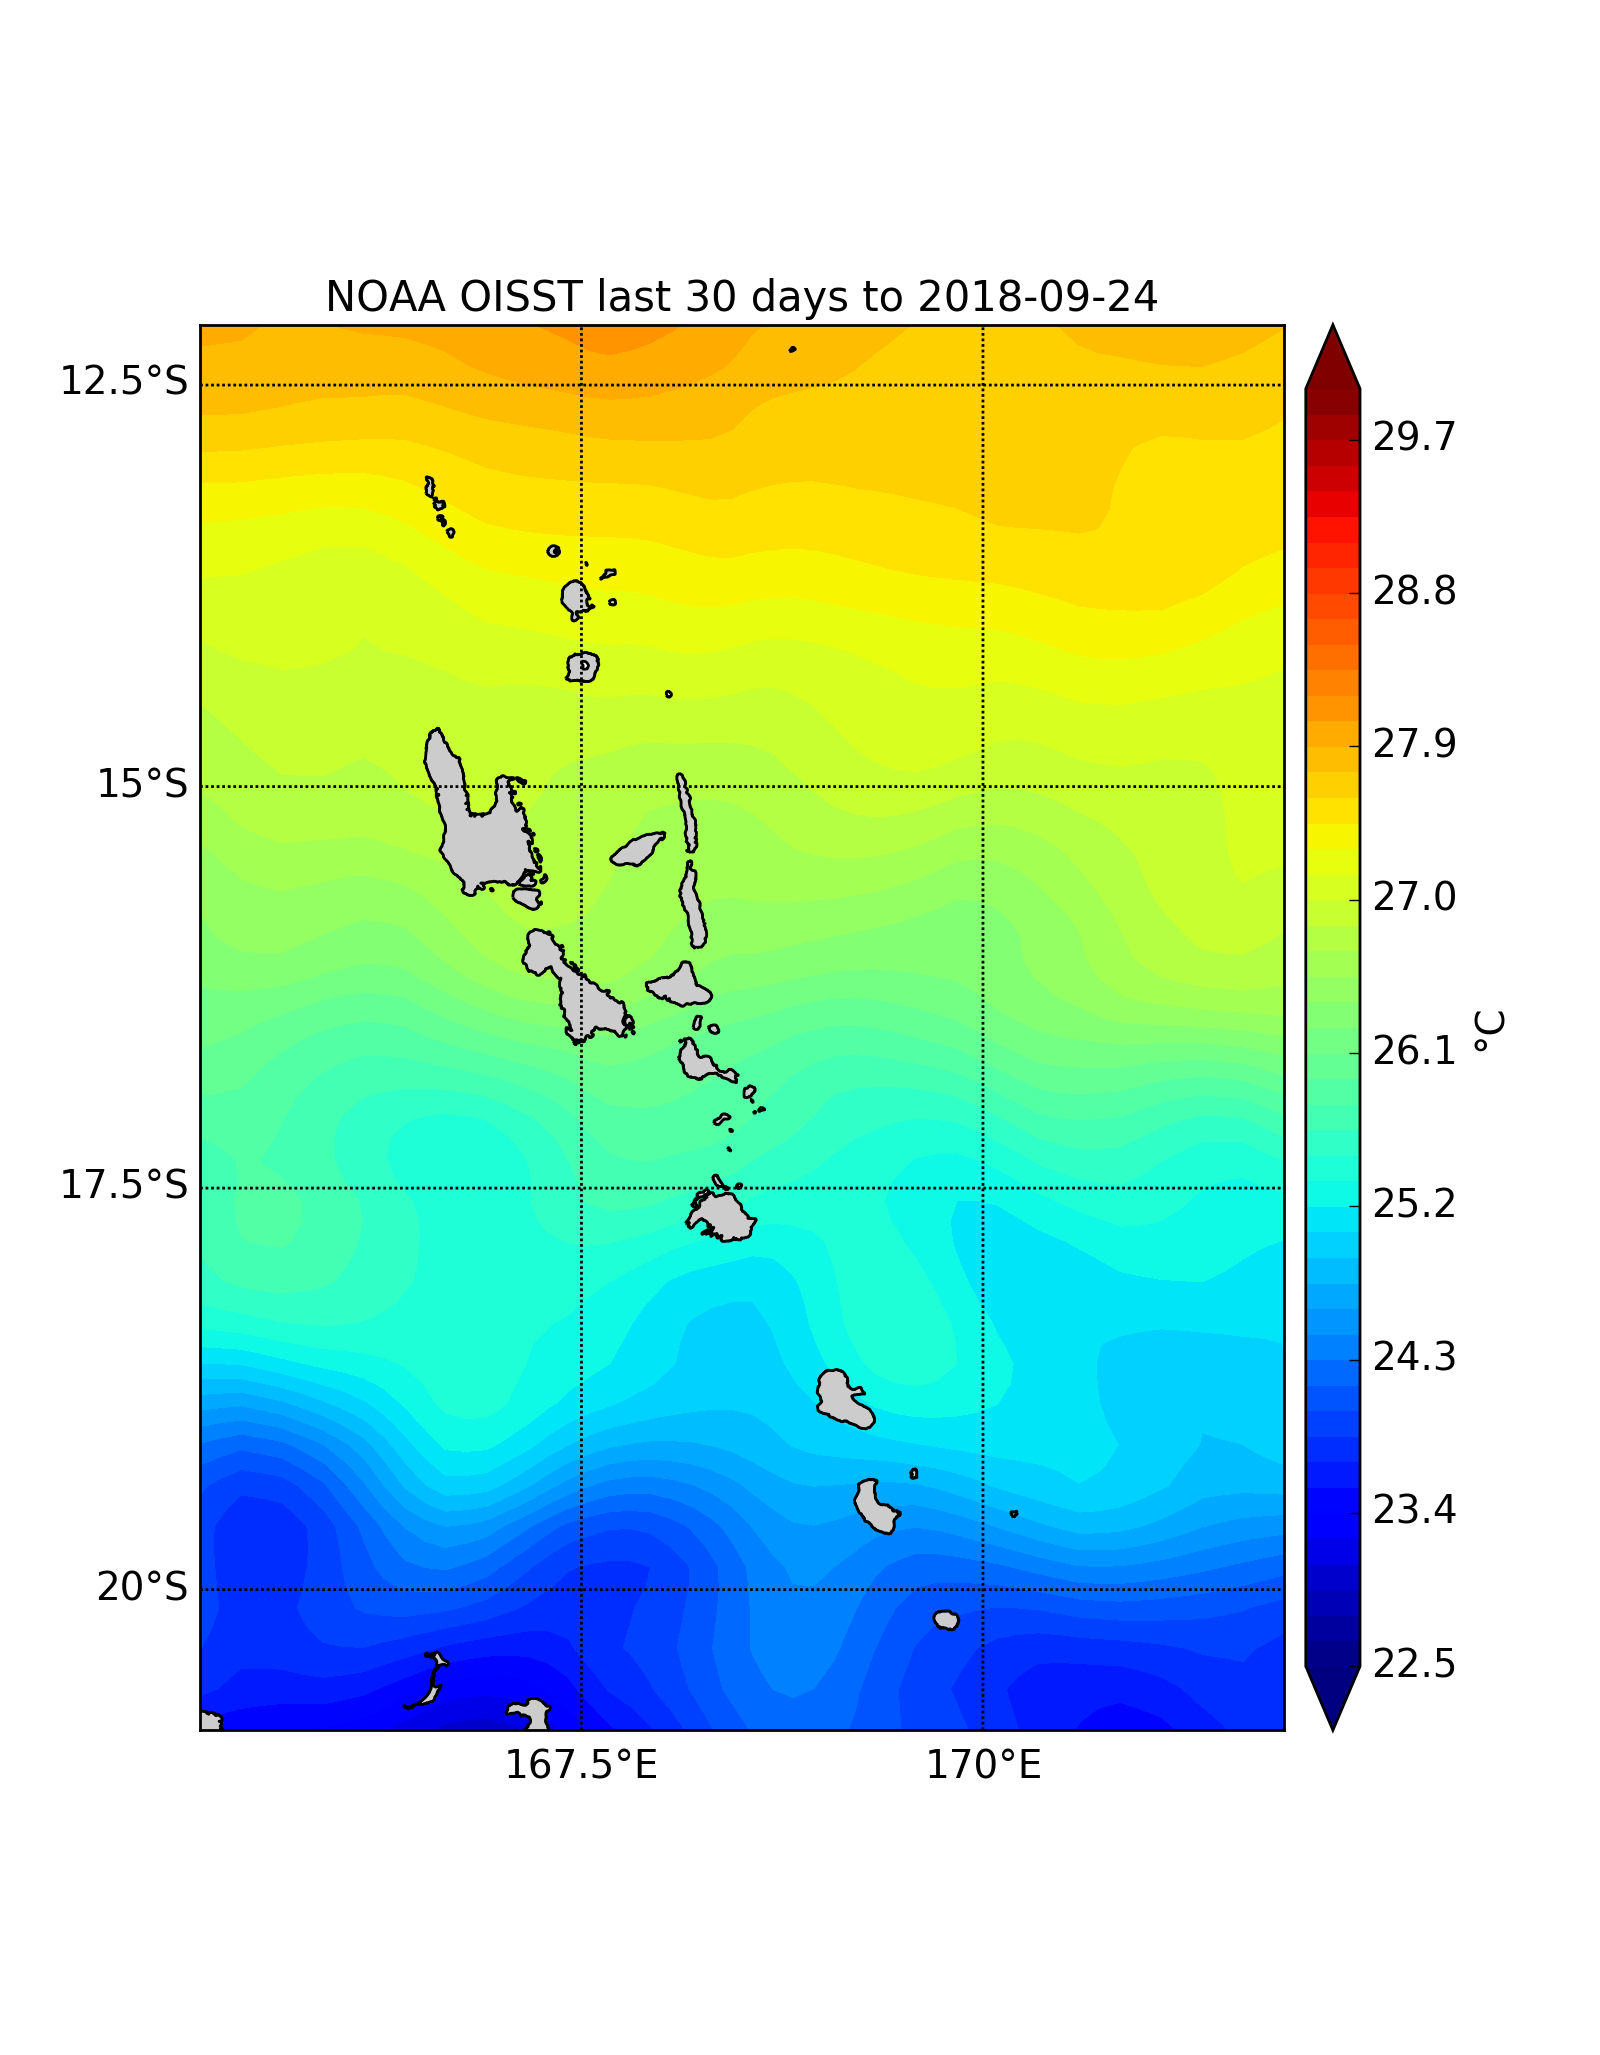 NOAA OISST last 30 days to 2018-09-24
12.5°S
15°S
17.5°S
20°S
167.5°E
170°E
29.7
28.8
27.9
27.0
26.1
25.2
24.3
23.4
22.5
°C